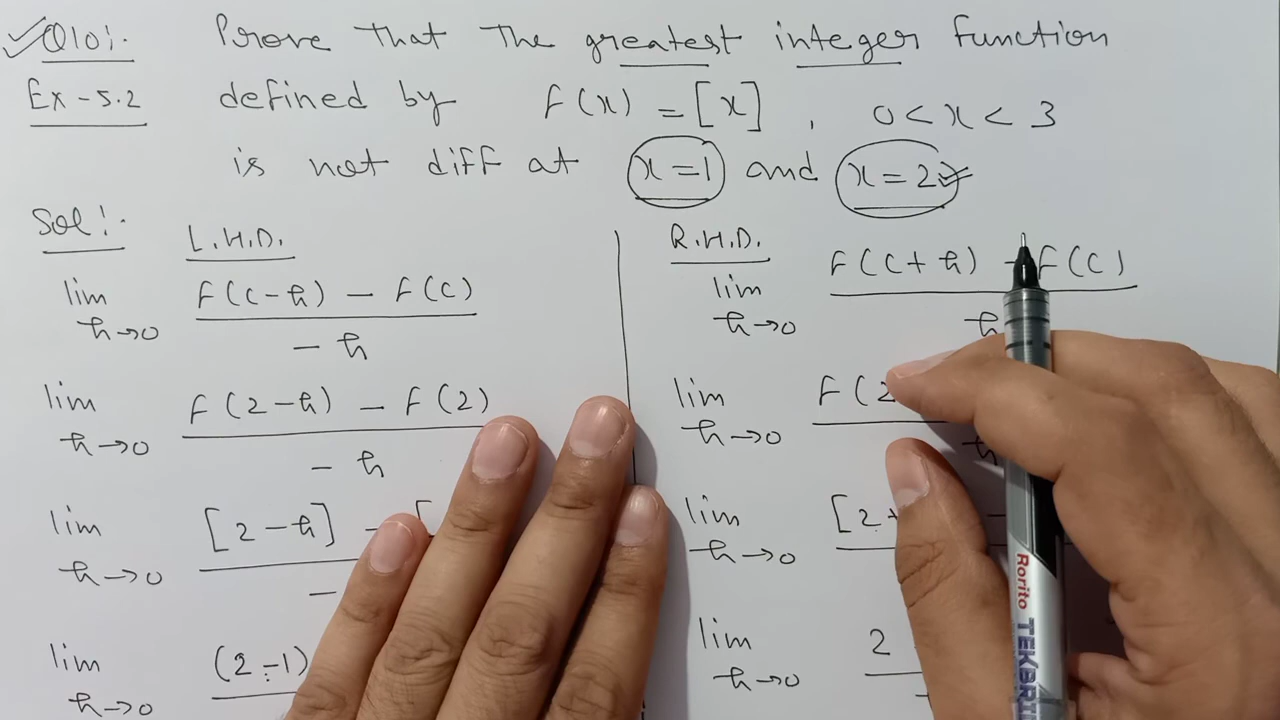 Q10:. Prove that the greatest integer function
Ex-5.2 defined by f(x) = [x], 0<x<3
is not diff at x=1 and x=2
Sol:.
L.H.D.
lim h→0 f(c-h) - f(c) / -h
lim h→0 f(2-h) - f(2) / -h
lim h→0 [2-h] - [ / -
lim h→0 (2-1)
R.H.D.
lim h→0 f(c+h) - f(c) / h
lim h→0 f(2 / h
lim h→0 [2+ -
lim h→0 2
Rorito